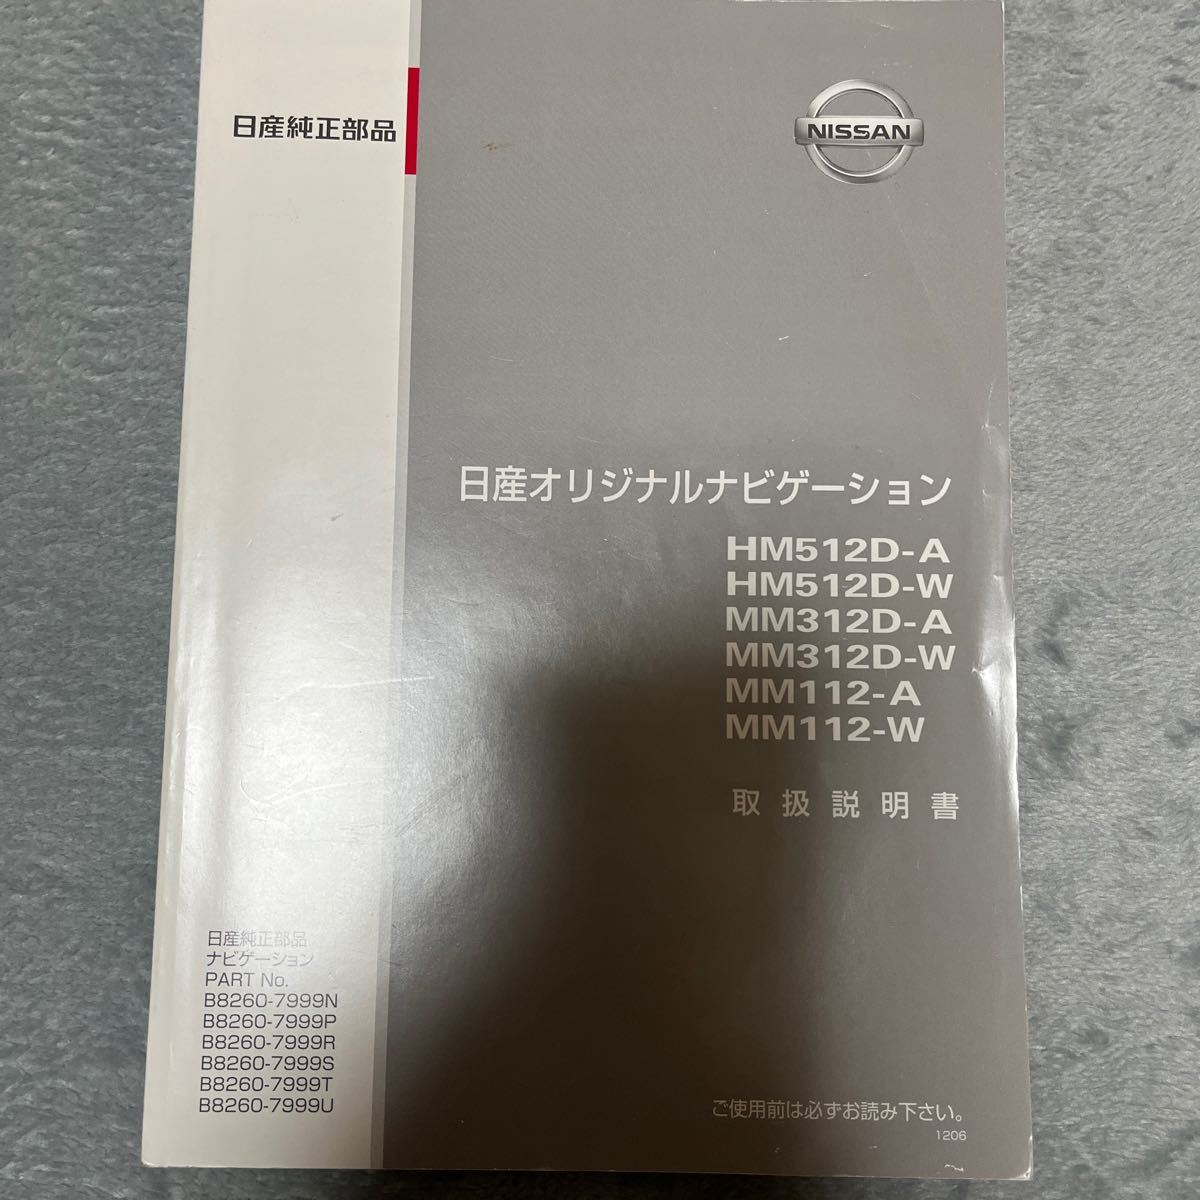 日産純正部品
NISSAN
日産オリジナルナビゲーション
HM512D-A
HM512D-W
MM312D-A
MM312D-W
MM112-A
MM112-W
取扱説明書
日産純正部品
ナビゲーション
PART No.
B8260-7999N
B8260-7999P
B8260-7999R
B8260-7999S
B8260-7999T
B8260-7999U
ご使用前は必ずお読み下さい。
1206